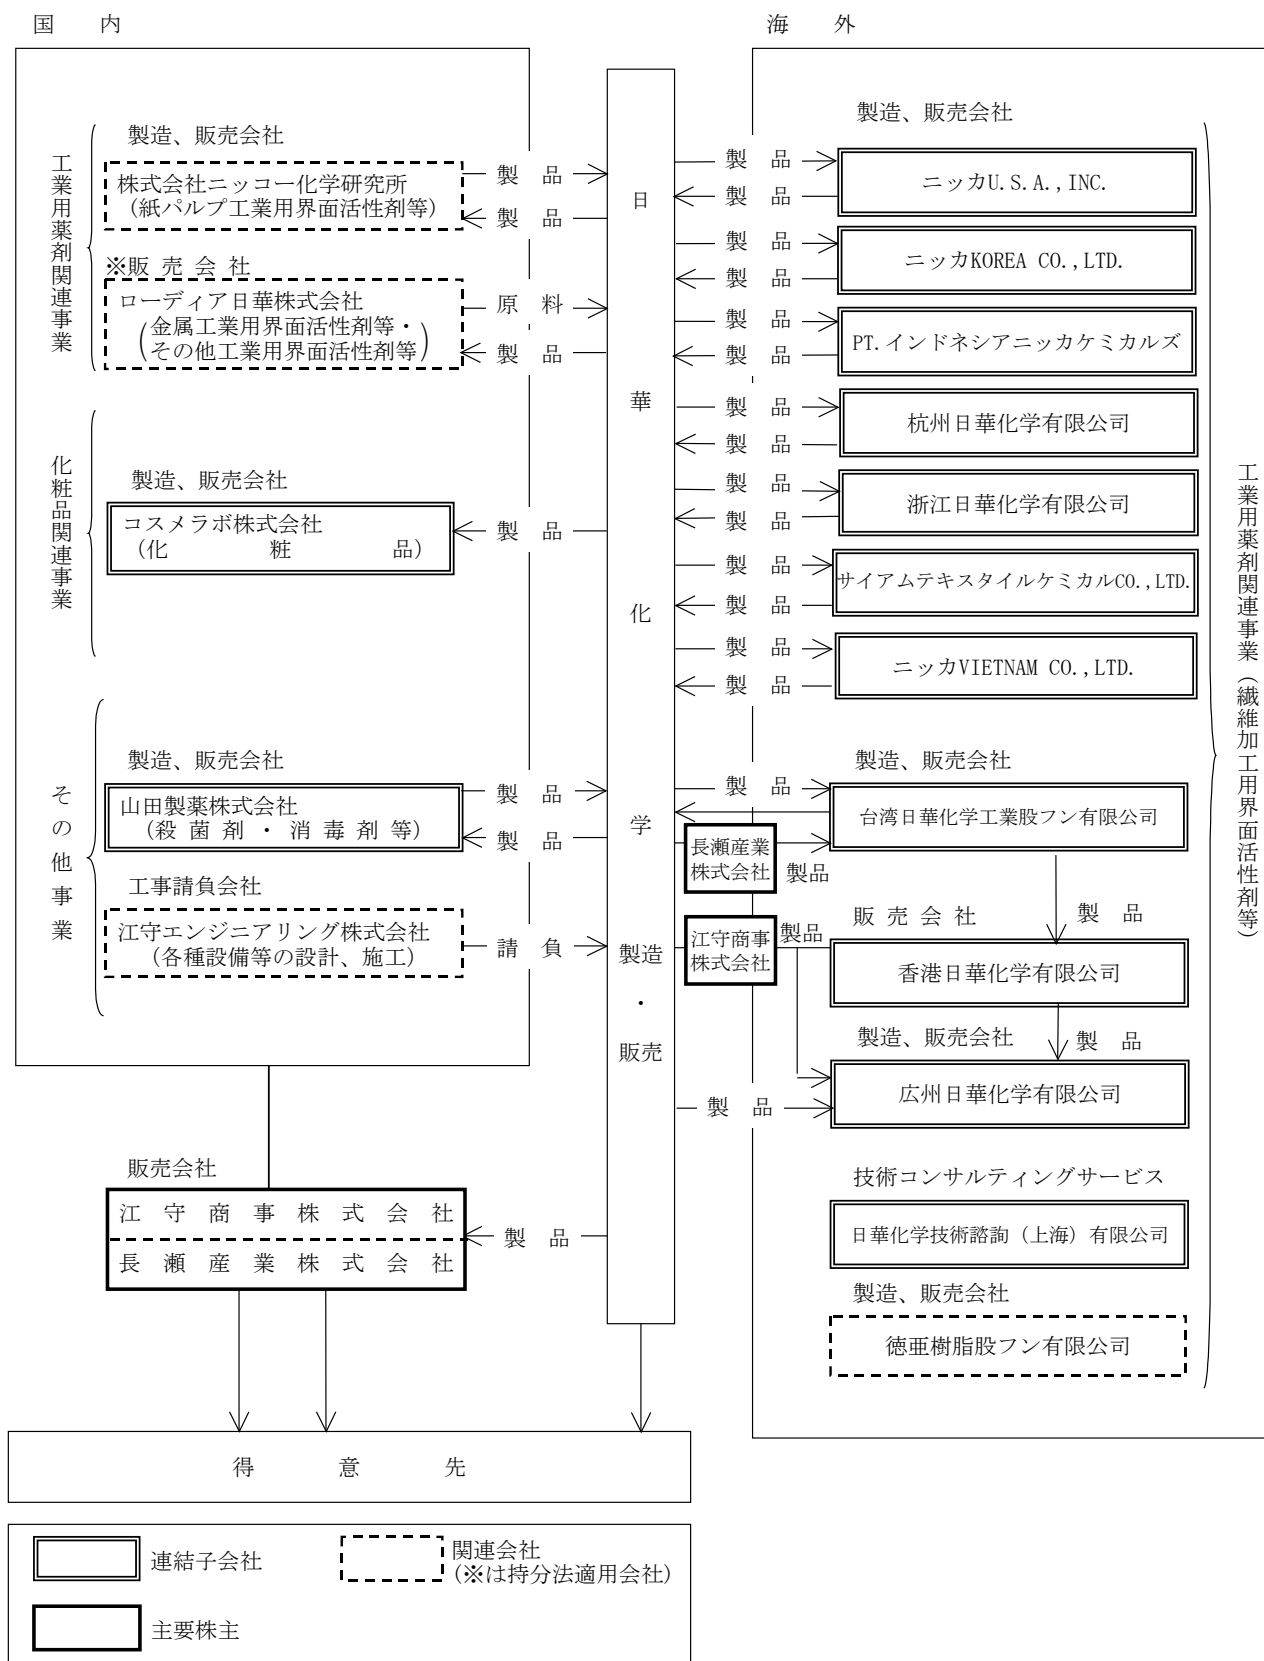 国　内
工業用薬剤関連事業
製造、販売会社
株式会社ニッコー化学研究所
（紙パルプ工業用界面活性剤等）
製　品
製　品
※販 売 会 社
ローディア日華株式会社
金属工業用界面活性剤等・
その他工業用界面活性剤等
原　料
製　品
化粧品関連事業
製造、販売会社
コスメラボ株式会社
（化　粧　品）
製　品
その他事業
製造、販売会社
山田製薬株式会社
（殺 菌 剤 ・ 消 毒 剤 等）
製　品
製　品
工事請負会社
江守エンジニアリング株式会社
（各種設備等の設計、施工）
請　負
販売会社
江 守 商 事 株 式 会 社
長 瀬 産 業 株 式 会 社
製　品
日華化学
製造
・
販売
海　外
製造、販売会社
製　品
ニッカU.S.A.,INC.
製　品
製　品
ニッカKOREA CO.,LTD.
製　品
製　品
PT.インドネシアニッカケミカルズ
製　品
製　品
杭州日華化学有限公司
製　品
製　品
浙江日華化学有限公司
製　品
製　品
サイアムテキスタイルケミカルCO.,LTD.
製　品
製　品
ニッカVIETNAM CO.,LTD.
製　品
製造、販売会社
製　品
台湾日華化学工業股フン有限公司
長瀬産業
株式会社
製品
製　品
販 売 会 社
江守商事
株式会社
製品
香港日華化学有限公司
製造、販売会社
製　品
広州日華化学有限公司
製　品
技術コンサルティングサービス
日華化学技術諮詢（上海）有限公司
製造、販売会社
徳亜樹脂股フン有限公司
工業用薬剤関連事業（繊維加工用界面活性剤等）
得　意　先
連結子会社
関連会社
(※は持分法適用会社)
主要株主